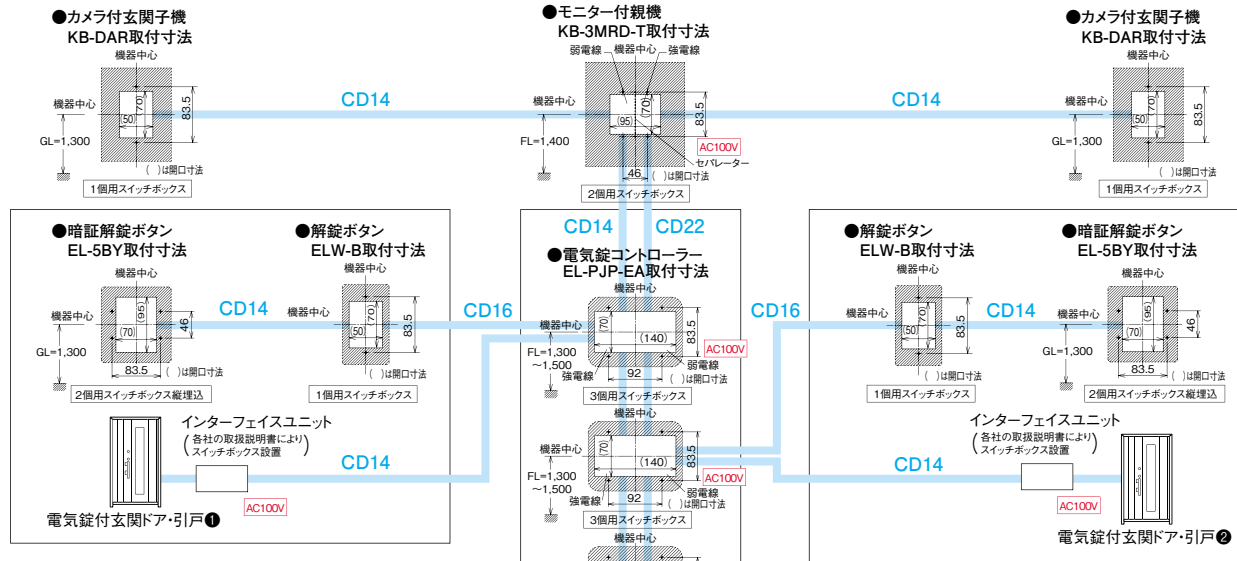 ●カメラ付玄関子機
KB-DAR取付寸法
機器中心
機器中心
(50)
(70)
83.5
GL=1,300
(　)は開口寸法
1個用スイッチボックス
CD14
●モニター付親機
KB-3MRD-T取付寸法
弱電線
機器中心
強電線
機器中心
(95)
(70)
83.5
FL=1,400
AC100V
セパレーター
46
(　)は開口寸法
2個用スイッチボックス
CD14
●カメラ付玄関子機
KB-DAR取付寸法
機器中心
機器中心
(50)
(70)
83.5
GL=1,300
(　)は開口寸法
1個用スイッチボックス
CD14
CD22
●暗証解錠ボタン
EL-5BY取付寸法
機器中心
機器中心
(70)
(95)
46
GL=1,300
83.5
(　)は開口寸法
2個用スイッチボックス縦埋込
CD14
●解錠ボタン
ELW-B取付寸法
機器中心
機器中心
(50)
(70)
83.5
(　)は開口寸法
1個用スイッチボックス
CD16
インターフェイスユニット
(各社の取扱説明書により
スイッチボックス設置)
CD14
AC100V
電気錠付玄関ドア・引戸❶
●電気錠コントローラー
EL-PJP-EA取付寸法
機器中心
機器中心
(70)
(140)
83.5
FL=1,300
～1,500
AC100V
強電線
92
弱電線
(　)は開口寸法
3個用スイッチボックス
機器中心
機器中心
(70)
(140)
83.5
FL=1,300
～1,500
AC100V
強電線
92
弱電線
(　)は開口寸法
3個用スイッチボックス
機器中心
CD16
●解錠ボタン
ELW-B取付寸法
機器中心
機器中心
(50)
(70)
83.5
(　)は開口寸法
1個用スイッチボックス
CD14
●暗証解錠ボタン
EL-5BY取付寸法
機器中心
機器中心
(70)
(95)
46
GL=1,300
83.5
(　)は開口寸法
2個用スイッチボックス縦埋込
インターフェイスユニット
(各社の取扱説明書により
スイッチボックス設置)
CD14
AC100V
電気錠付玄関ドア・引戸❷